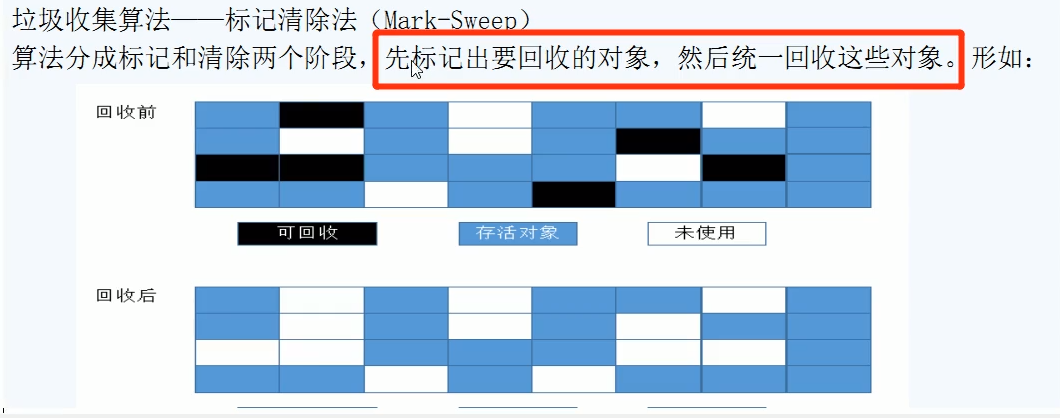 垃圾收集算法——标记清除法（Mark-Sweep）
算法分成标记和清除两个阶段，先标记出要回收的对象，然后统一回收这些对象。形如：
回收前
可回收 存活对象 未使用
回收后